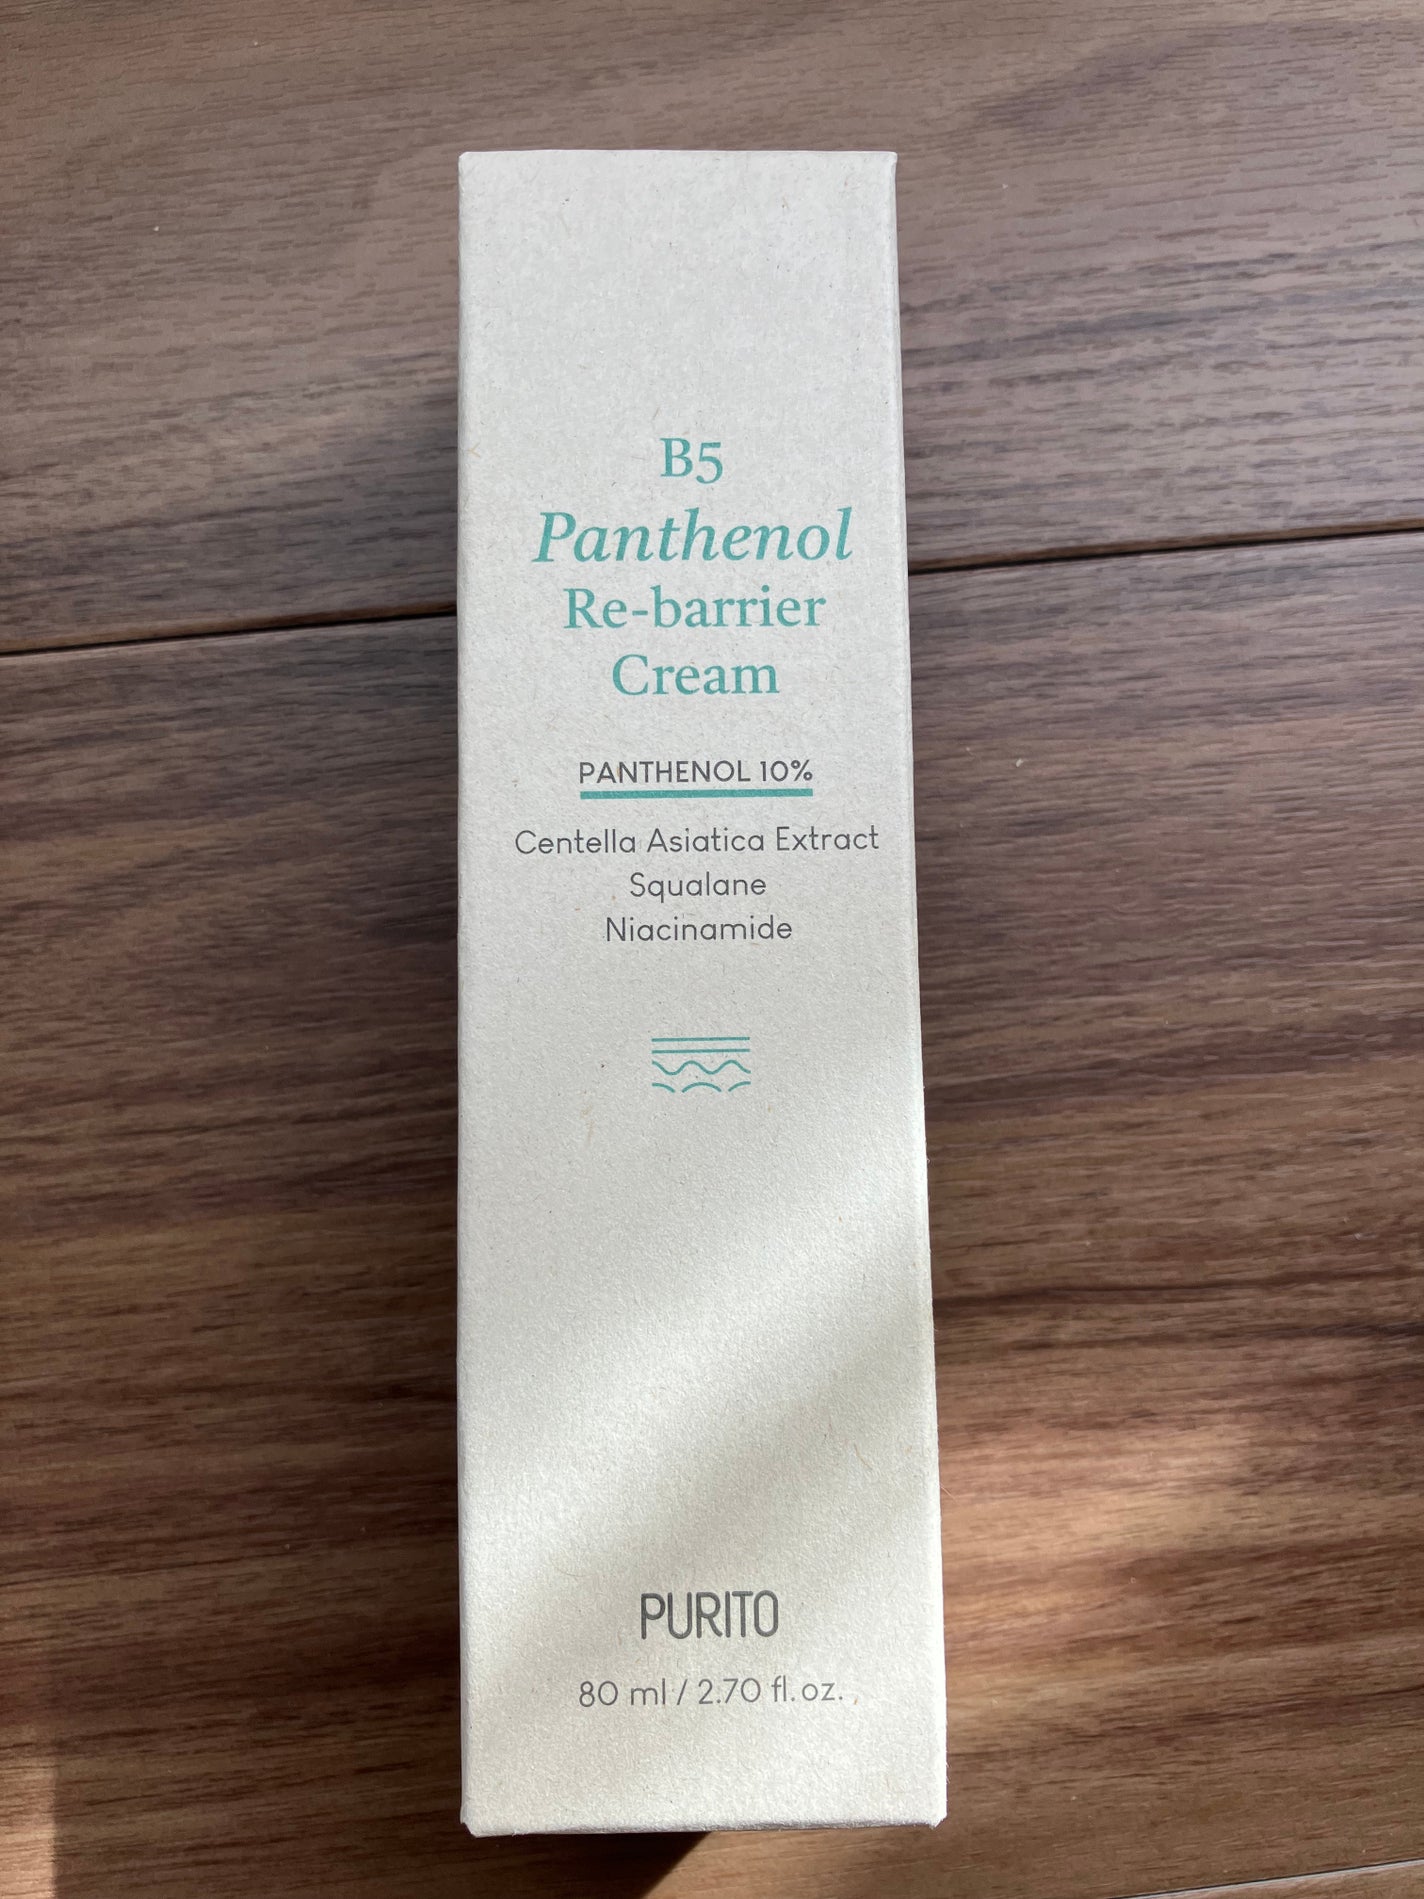 B5
Panthenol
Re-barrier
Cream
PANTHENOL 10%
Centella Asiatica Extract
Squalane
Niacinamide
PURITO
80 ml / 2.70 fl. oz.